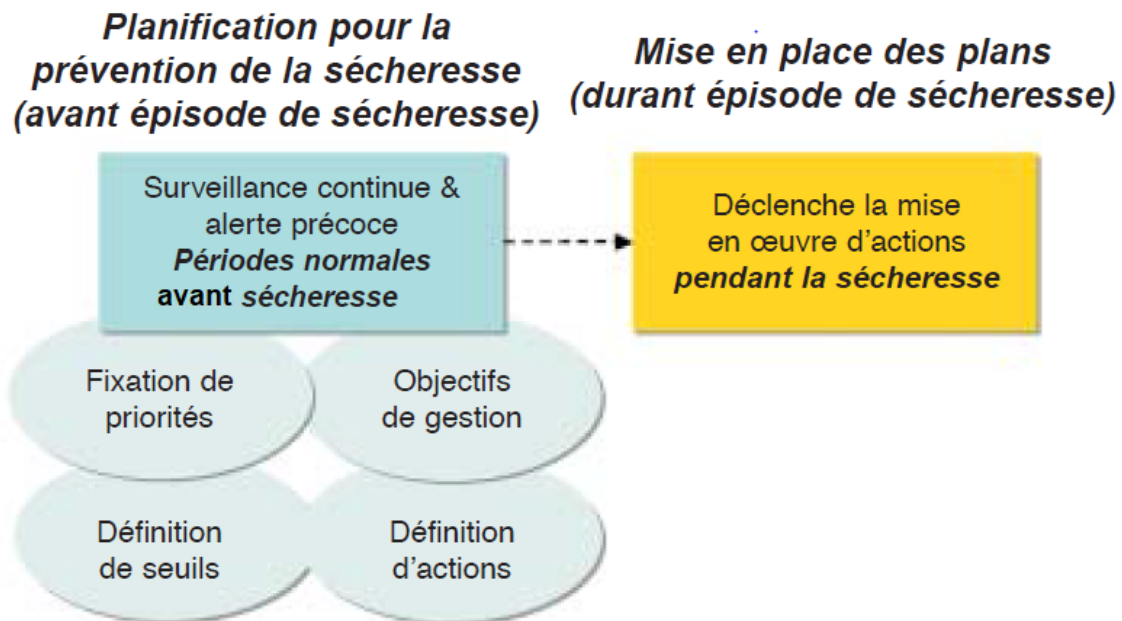 Planification pour la
prévention de la sécheresse
(avant épisode de sécheresse)
Mise en place des plans
(durant épisode de sécheresse)
Surveillance continue &
alerte précoce
Périodes normales
avant sécheresse
Déclenche la mise
en œuvre d'actions
pendant la sécheresse
Fixation de
priorités
Objectifs
de gestion
Définition
de seuils
Définition
d'actions